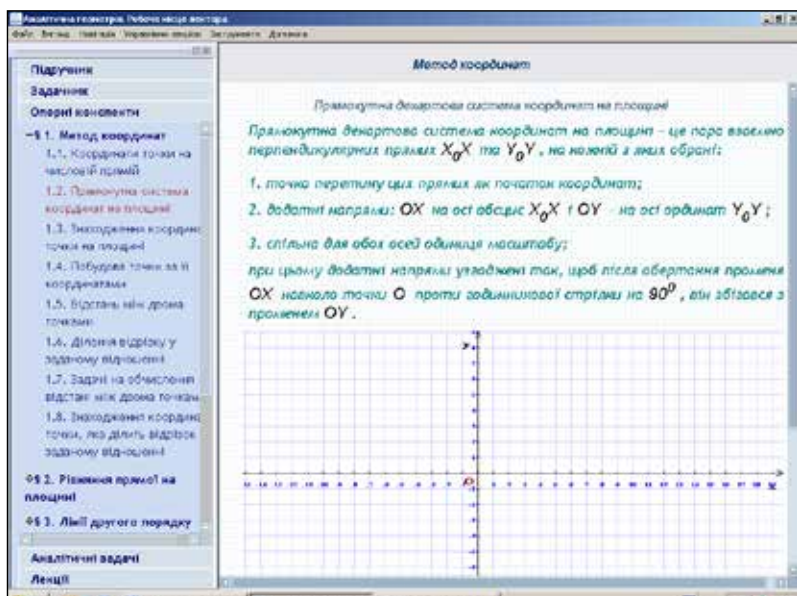 Аналітична геометрія. Робоче місце лектора
Файл Вигляд Навігація Управління лекцією Інструменти Допомога
Підручник
Задачник
Опорні конспекти
§ 1. Метод координат
1.1. Координати точки на
числовій прямій
1.2. Прямокутна система
координат на площині
1.3. Знаходження координат
точки на площині
1.4. Побудова точки за її
координатами
1.5. Відстань між двома
точками
1.6. Ділення відрізку у
заданому відношенні
1.7. Задачі на обчислення
відстані між двома точками
1.8. Знаходження координат
точки, яка ділить відрізок
заданому відношенні
§ 2. Рівняння прямої на
площині
§ 3. Лінії другого порядку
Аналітичні задачі
Лекції
Метод координат
Прямокутна декартова система координат на площині
Прямокутна декартова система координат на площині - це пара взаємно
перпендикулярних прямих X₀X та Y₀Y, на кожній з яких обрані:
1. точка перетину цих прямих як початок координат;
2. додатні напрями: OX на осі абсцис X₀X і OY - на осі ординат Y₀Y;
3. спільна для обох осей одиниця масштабу;
при цьому додатні напрями узгоджені так, щоб після обертання променя
OX навколо точки O проти годинникової стрілки на 90⁰, він збігався з
променем OY.
Y
O
X